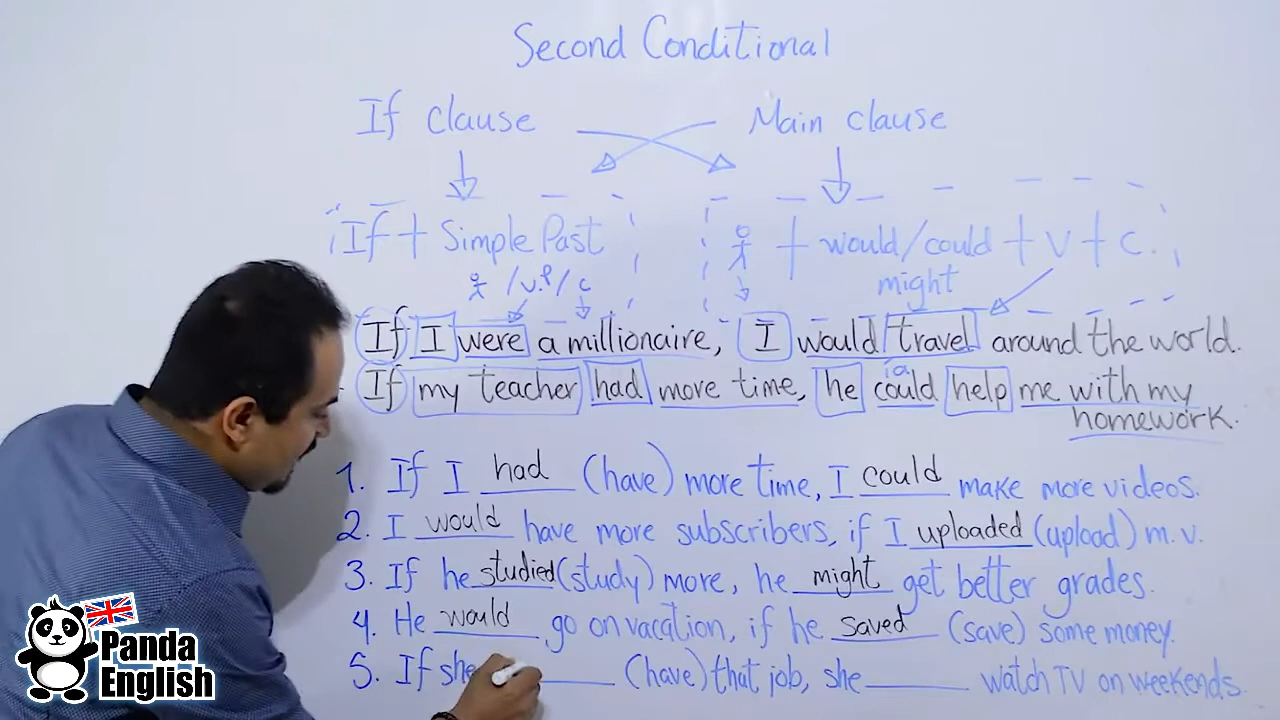 Second Conditional
If clause Main clause
If + Simple Past + would/could + v + c.
/v.p/c might
If I were a millionaire, I would travel around the world.
ia
If my teacher had more time, he could help me with my
homework.
1. If I had (have) more time, I could make more videos.
2. I would have more subscribers, if I uploaded (upload) m.v.
3. If he studied (study) more, he might get better grades.
4. He would go on vacation, if he saved (save) some money.
5. If she ______ (have) that job, she ______ watch TV on weekends.
Panda
English